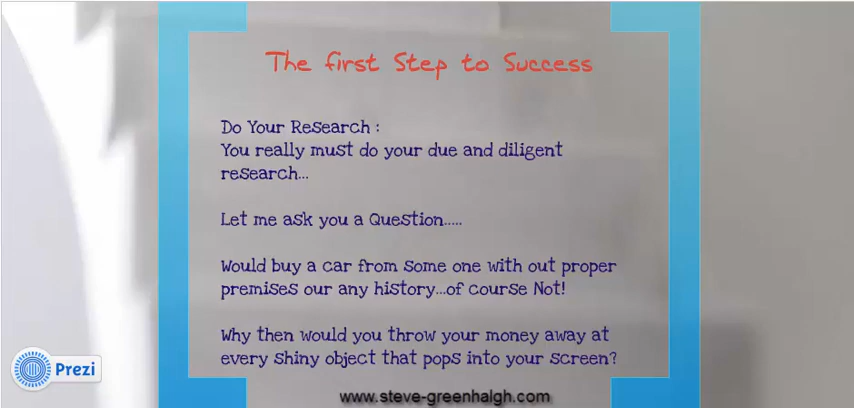 The first Step to Success
Do Your Research :
You really must do your due and diligent
research...
Let me ask you a Question.....
Would buy a car from some one with out proper
premises our any history...of course Not!
Why then would you throw your money away at
every shiny object that pops into your screen?
Prezi
www.steve-greenhalgh.com